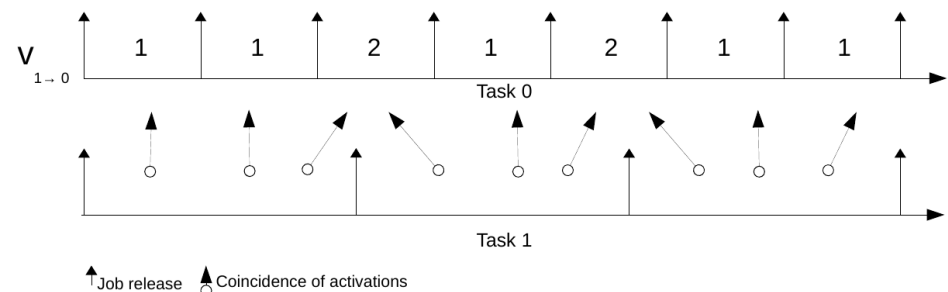 1 1 2 1 2 1 1
V
1→ 0
Task 0
Task 1
Job release Coincidence of activations